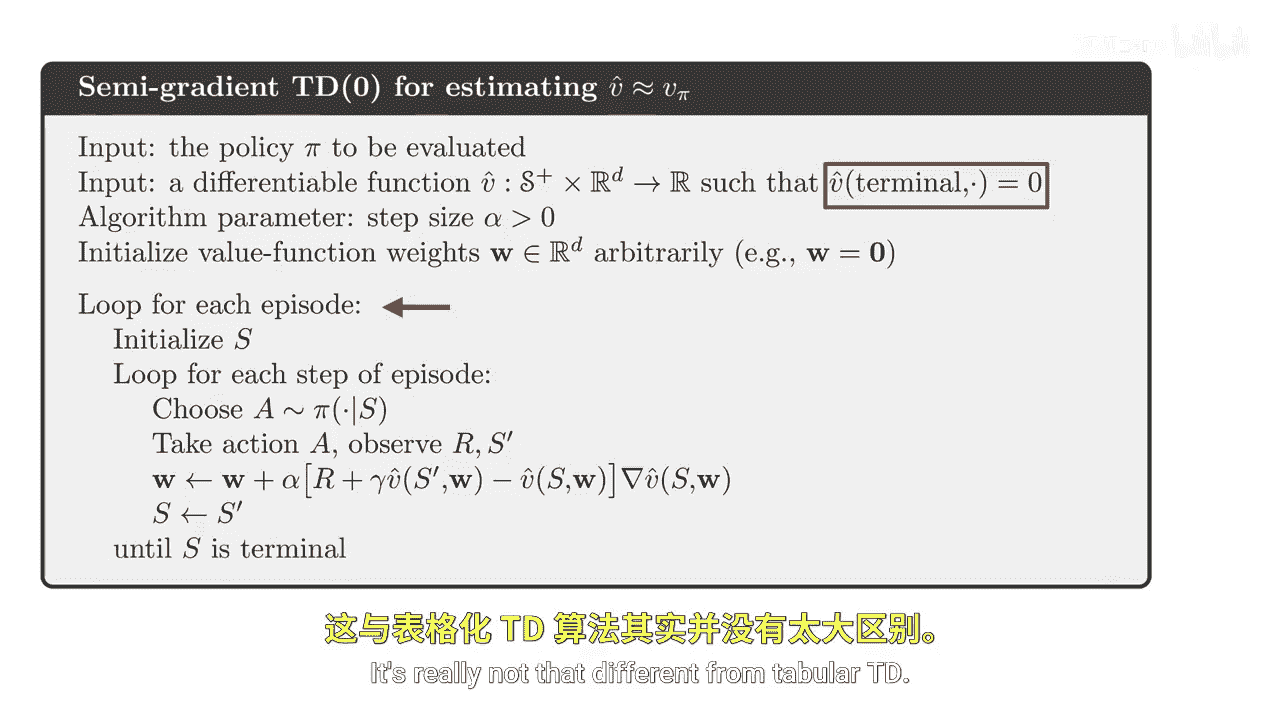 Semi-gradient TD(0) for estimating v̂ ≈ vπ
Input: the policy π to be evaluated
Input: a differentiable function v̂ : 𝒮⁺ × ℝᵈ → ℝ such that v̂(terminal,·) = 0
Algorithm parameter: step size α > 0
Initialize value-function weights w ∈ ℝᵈ arbitrarily (e.g., w = 0)
Loop for each episode:
Initialize S
Loop for each step of episode:
Choose A ∼ π(·|S)
Take action A, observe R, S′
w ← w + α[R + γv̂(S′,w) − v̂(S,w)]∇v̂(S,w)
S ← S′
until S is terminal
这与表格化 TD 算法其实并没有太大区别。
It's really not that different from tabular TD.